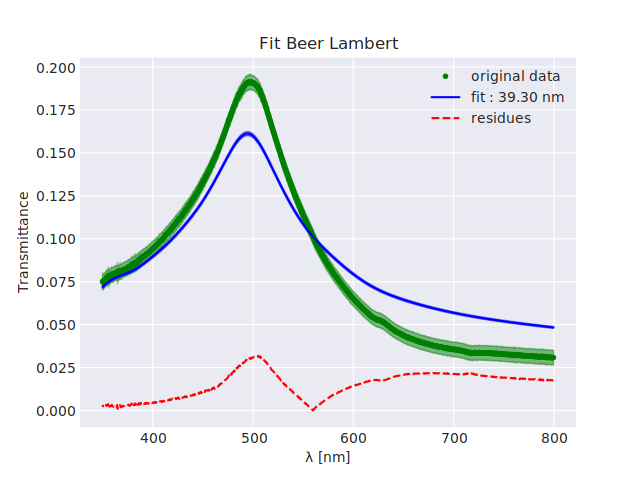 Fit Beer Lambert
original data
fit : 39.30 nm
residues
0.200
0.175
0.150
0.125
0.100
0.075
0.050
0.025
0.000
Transmittance
400
500
600
700
800
λ [nm]